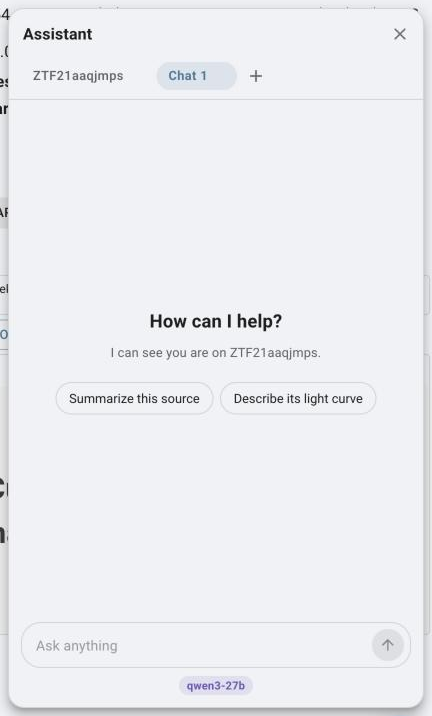 Assistant
ZTF21aaqjmps
Chat 1
How can I help?
I can see you are on ZTF21aaqjmps.
Summarize this source
Describe its light curve
Ask anything
qwen3-27b